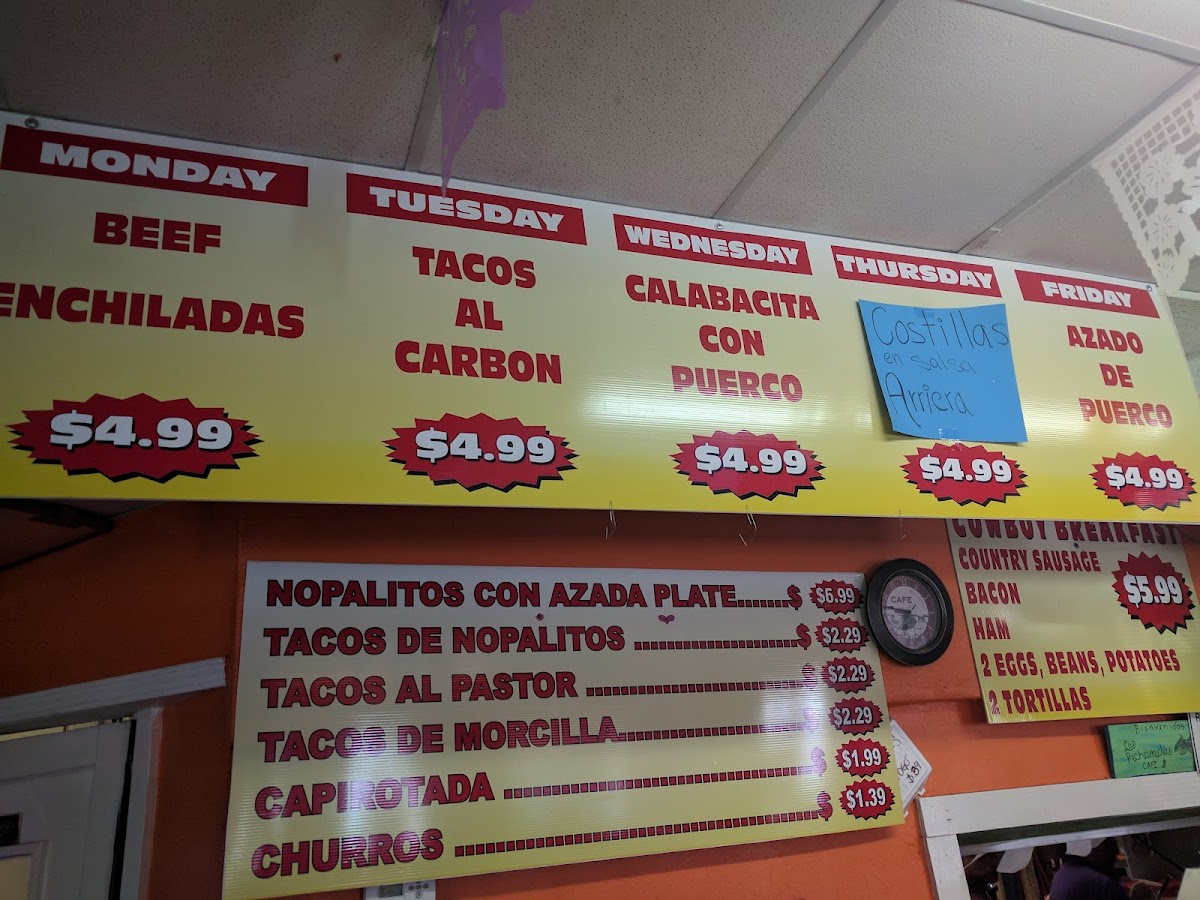 MONDAY
BEEF
ENCHILADAS
$4.99
TUESDAY
TACOS
AL
CARBON
$4.99
WEDNESDAY
CALABACITA
CON
PUERCO
$4.99
THURSDAY
Costillas
en salsa
Arriera
$4.99
FRIDAY
AZADO
DE
PUERCO
$4.99
NOPALITOS CON AZADA PLATE........$ $5.99
TACOS DE NOPALITOS ........................$ $2.29
TACOS AL PASTOR ................................$ $2.29
TACOS DE MORCILLA...........................$ $2.29
CAPIROTADA .............................................$ $1.99
CHURROS .....................................................$ $1.39
CAFE
COWBOY BREAKFAST
COUNTRY SAUSAGE
BACON
HAM
2 EGGS, BEANS, POTATOES
2 TORTILLAS
$5.99
Bienvenidos
CAFE